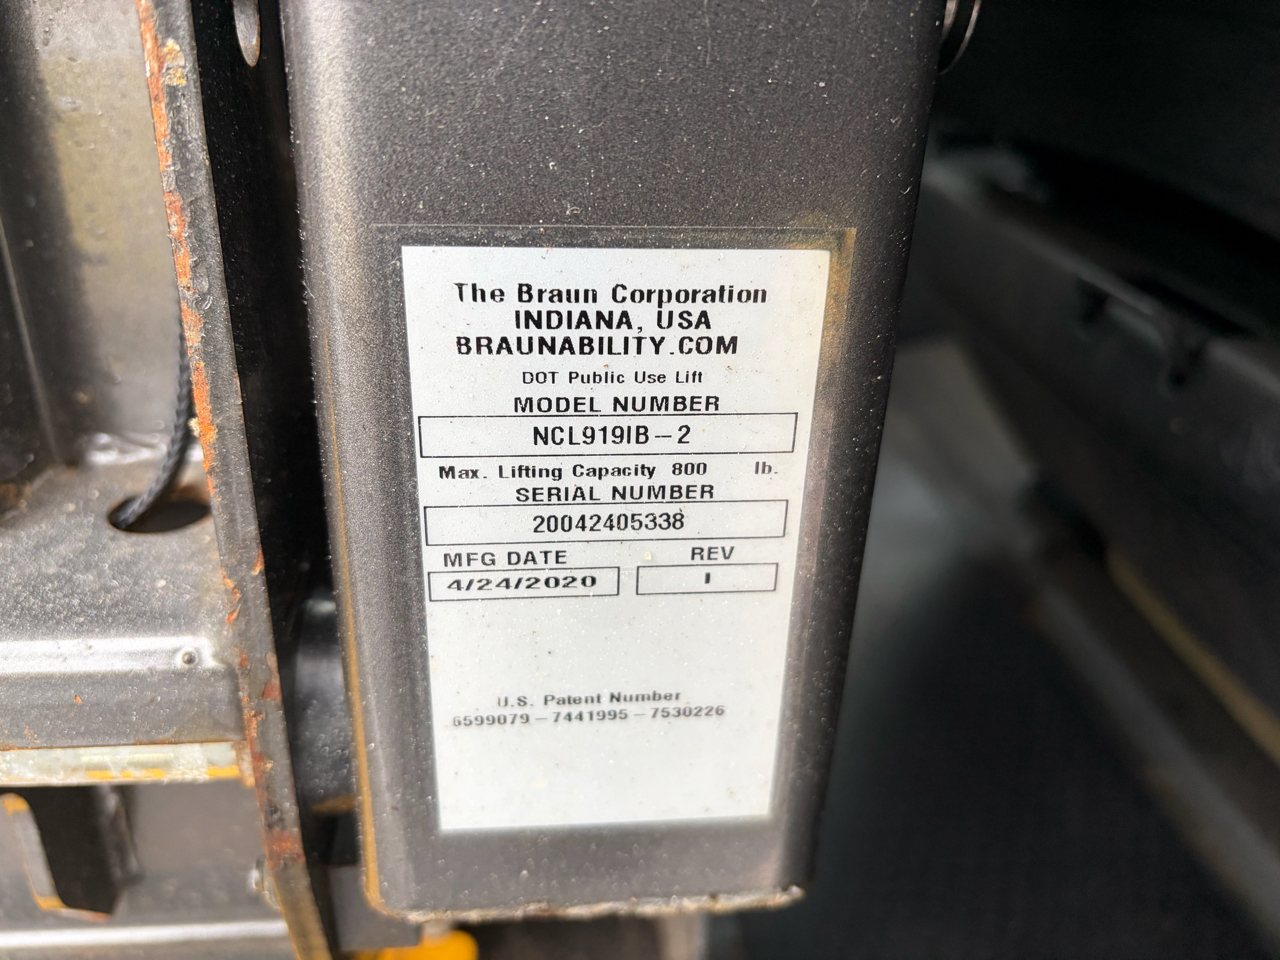 The Braun Corporation
INDIANA, USA
BRAUNABILITY.COM
DOT Public Use Lift
MODEL NUMBER
NCL919IB-2
Max. Lifting Capacity 800 lb.
SERIAL NUMBER
20042405338
MFG DATE REV
4/24/2020 I
U.S. Patent Number
6599079-7441995-7530226